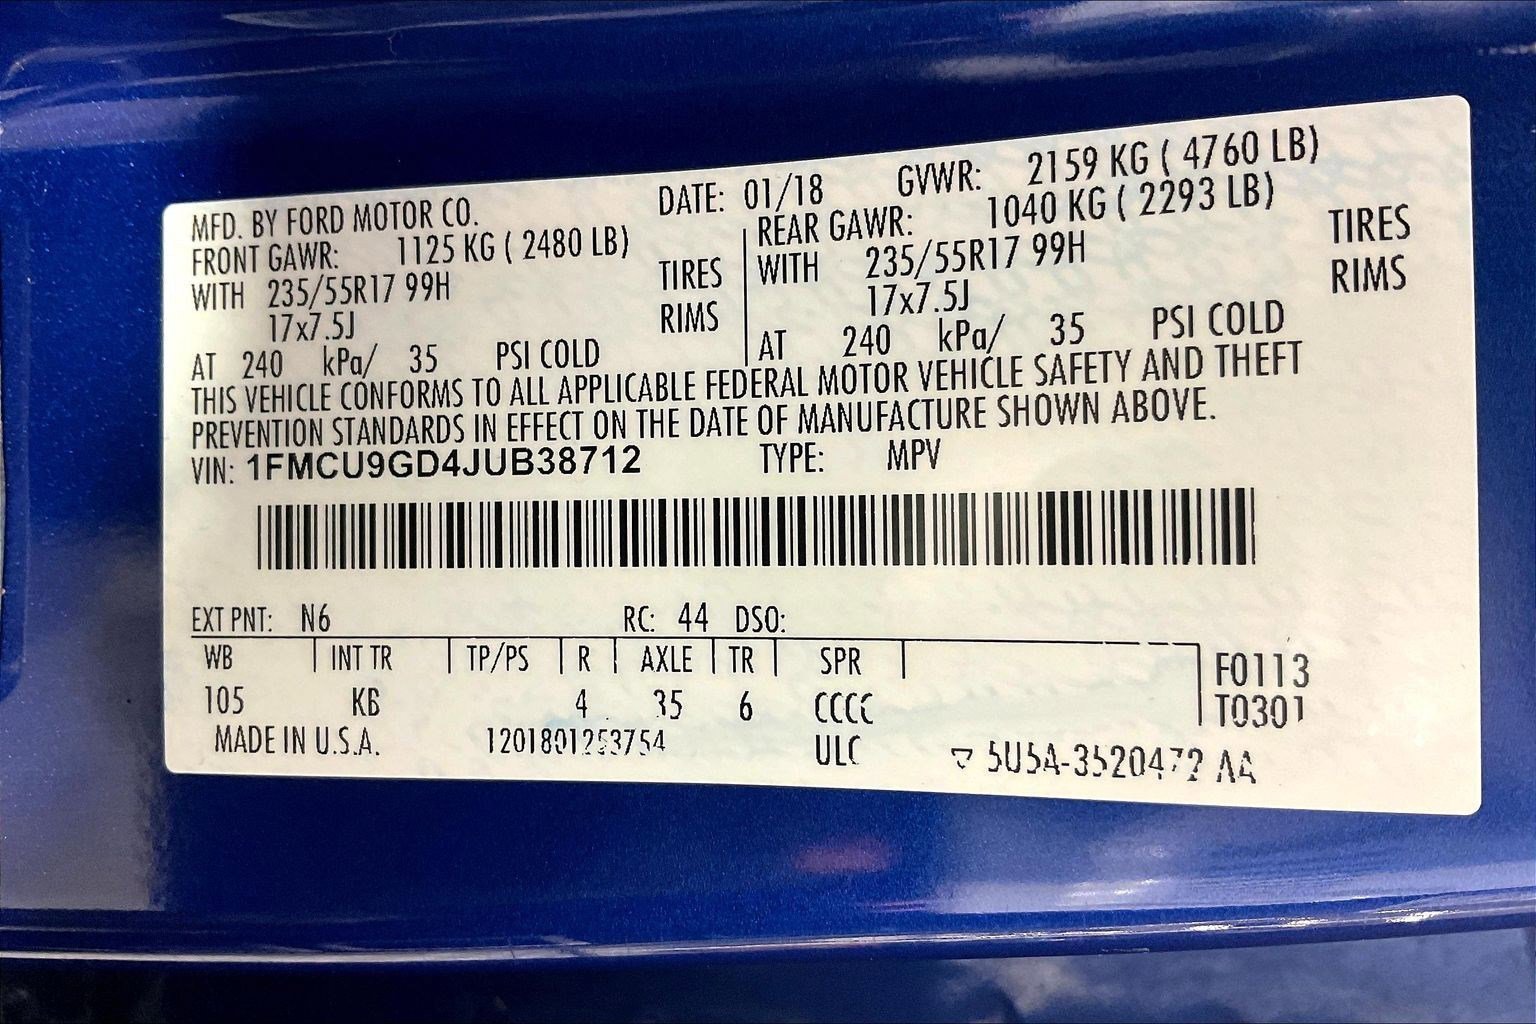 MFD. BY FORD MOTOR CO. DATE: 01/18 GVWR: 2159 KG ( 4760 LB)
FRONT GAWR: 1125 KG ( 2480 LB) REAR GAWR: 1040 KG ( 2293 LB)
WITH 235/55R17 99H TIRES WITH 235/55R17 99H TIRES
17x7.5J RIMS 17x7.5J RIMS
AT 240 kPa/ 35 PSI COLD AT 240 kPa/ 35 PSI COLD
THIS VEHICLE CONFORMS TO ALL APPLICABLE FEDERAL MOTOR VEHICLE SAFETY AND THEFT
PREVENTION STANDARDS IN EFFECT ON THE DATE OF MANUFACTURE SHOWN ABOVE.
VIN: 1FMCU9GD4JUB38712 TYPE: MPV
EXT PNT: N6 RC: 44 DSO:
WB INT TR TP/PS R AXLE TR SPR F0113
105 KB 4 35 6 CCCC T0301
MADE IN U.S.A. 1201801253754 ULC 5U5A-3520472 AA